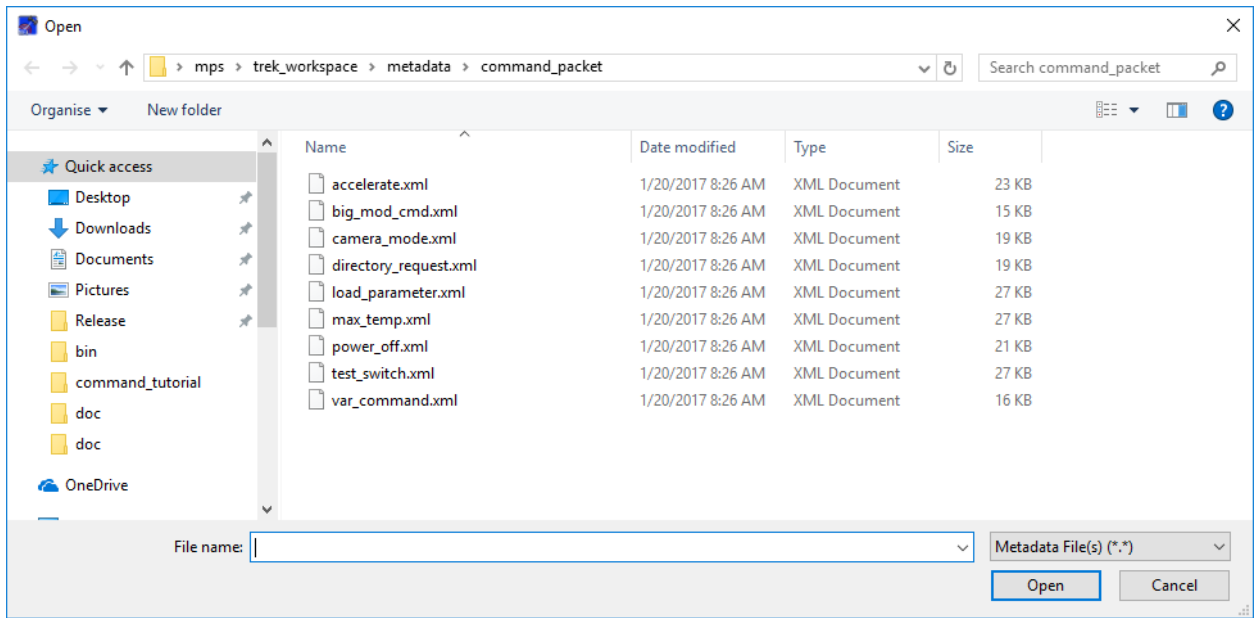 Open
mps > trek_workspace > metadata > command_packet
Search command_packet
Organise
New folder
Quick access
Desktop
Downloads
Documents
Pictures
Release
bin
command_tutorial
doc
doc
OneDrive
Name Date modified Type Size
accelerate.xml 1/20/2017 8:26 AM XML Document 23 KB
big_mod_cmd.xml 1/20/2017 8:26 AM XML Document 15 KB
camera_mode.xml 1/20/2017 8:26 AM XML Document 19 KB
directory_request.xml 1/20/2017 8:26 AM XML Document 19 KB
load_parameter.xml 1/20/2017 8:26 AM XML Document 27 KB
max_temp.xml 1/20/2017 8:26 AM XML Document 27 KB
power_off.xml 1/20/2017 8:26 AM XML Document 21 KB
test_switch.xml 1/20/2017 8:26 AM XML Document 27 KB
var_command.xml 1/20/2017 8:26 AM XML Document 16 KB
File name:
Metadata File(s) (*.*)
Open
Cancel